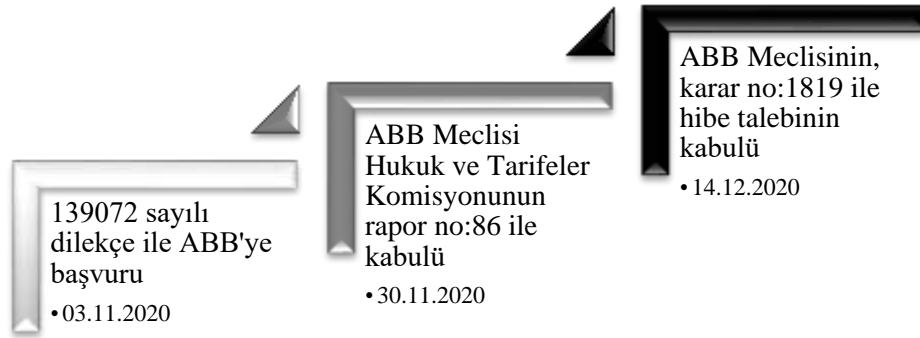 139072 sayılı
dilekçe ile ABB'ye
başvuru
• 03.11.2020
ABB Meclisi
Hukuk ve Tarifeler
Komisyonunun
rapor no:86 ile
kabulü
• 30.11.2020
ABB Meclisinin,
karar no:1819 ile
hibe talebinin
kabulü
• 14.12.2020